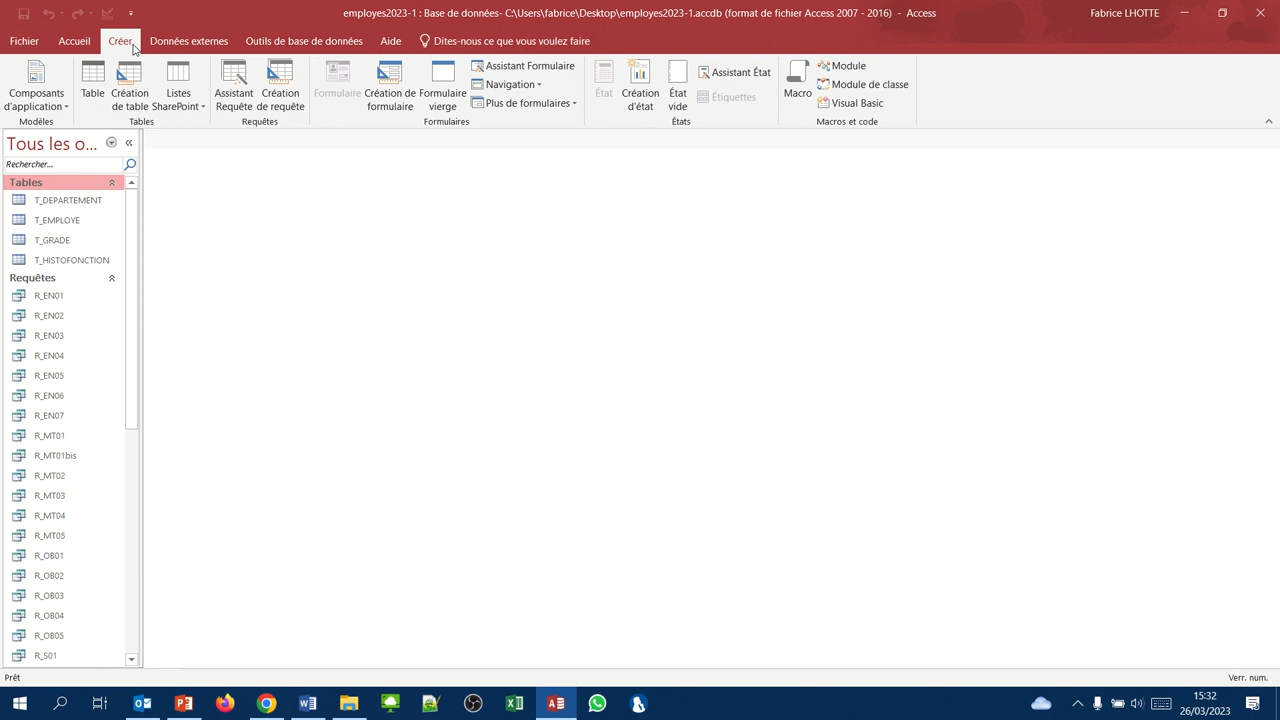 employes2023-1 : Base de données- C:\Users\fabrice\Desktop\employes2023-1.accdb (format de fichier Access 2007 - 2016) - Access
Fabrice LHOTTE
Fichier
Accueil
Créer
Données externes
Outils de base de données
Aide
Dites-nous ce que vous voulez faire
Composants d'application
Table
Création de table
Listes SharePoint
Assistant Requête
Création de requête
Formulaire
Création de formulaire
Formulaire vierge
Assistant Formulaire
Navigation
Plus de formulaires
État
Création d'état
État vide
Assistant État
Étiquettes
Macro
Module
Module de classe
Visual Basic
Modèles
Tables
Requêtes
Formulaires
États
Macros et code
Tous les o...
Rechercher...
Tables
T_DEPARTEMENT
T_EMPLOYE
T_GRADE
T_HISTOFONCTION
Requêtes
R_EN01
R_EN02
R_EN03
R_EN04
R_EN05
R_EN06
R_EN07
R_MT01
R_MT01bis
R_MT02
R_MT03
R_MT04
R_MT05
R_OB01
R_OB02
R_OB03
R_OB04
R_OB05
R_S01
Prêt
Verr. num.
15:32
26/03/2023